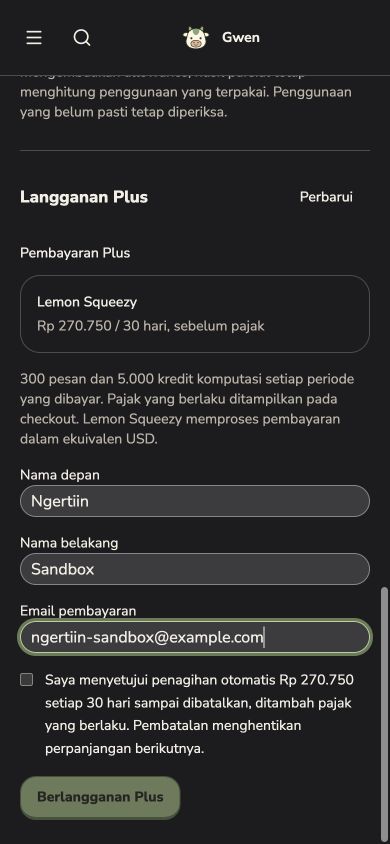 Gwen
menghitung penggunaan yang terpakai. Penggunaan
yang belum pasti tetap diperiksa.
Langganan Plus
Perbarui
Pembayaran Plus
Lemon Squeezy
Rp 270.750 / 30 hari, sebelum pajak
300 pesan dan 5.000 kredit komputasi setiap periode
yang dibayar. Pajak yang berlaku ditampilkan pada
checkout. Lemon Squeezy memproses pembayaran
dalam ekuivalen USD.
Nama depan
Ngertiin
Nama belakang
Sandbox
Email pembayaran
ngertiin-sandbox@example.com
Saya menyetujui penagihan otomatis Rp 270.750
setiap 30 hari sampai dibatalkan, ditambah pajak
yang berlaku. Pembatalan menghentikan
perpanjangan berikutnya.
Berlangganan Plus